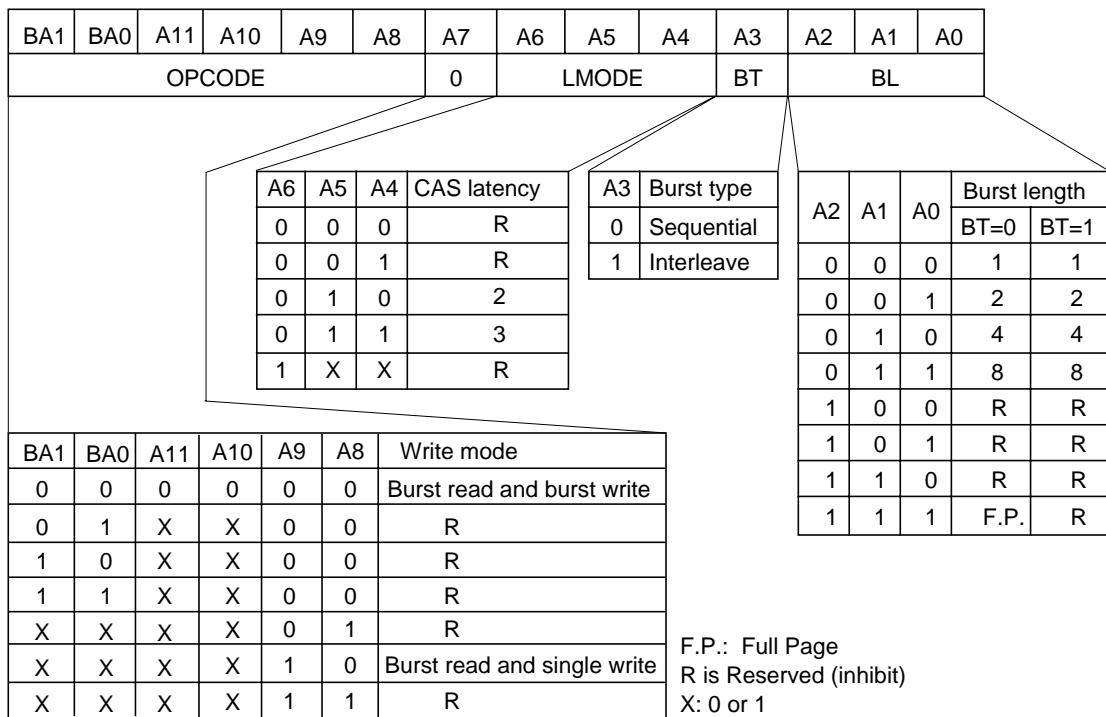 BA1 BA0 A11 A10 A9 A8 A7 A6 A5 A4 A3 A2 A1 A0
OPCODE 0 LMODE BT BL
A6 A5 A4 CAS latency
0 0 0 R
0 0 1 R
0 1 0 2
0 1 1 3
1 X X R
A3 Burst type
0 Sequential
1 Interleave
A2 A1 A0 Burst length
BT=0 BT=1
0 0 0 1 1
0 0 1 2 2
0 1 0 4 4
0 1 1 8 8
1 0 0 R R
1 0 1 R R
1 1 0 R R
1 1 1 F.P. R
BA1 BA0 A11 A10 A9 A8 Write mode
0 0 0 0 0 0 Burst read and burst write
0 1 X X 0 0 R
1 0 X X 0 0 R
1 1 X X 0 0 R
X X X X 0 1 R
X X X X 1 0 Burst read and single write
X X X X 1 1 R
F.P.: Full Page
R is Reserved (inhibit)
X: 0 or 1